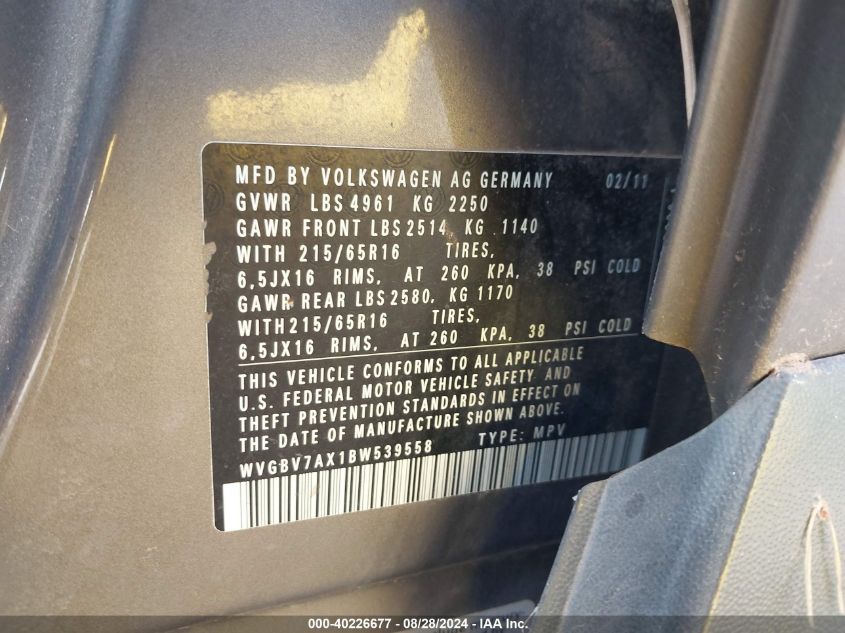 MFD BY VOLKSWAGEN AG GERMANY 02/11
GVWR LBS 4961 KG 2250
GAWR FRONT LBS 2514, KG 1140
WITH 215/65R16 TIRES,
6,5JX16 RIMS, AT 260 KPA, 38 PSI COLD
GAWR REAR LBS 2580, KG 1170
WITH 215/65R16 TIRES,
6,5JX16 RIMS, AT 260 KPA, 38 PSI COLD
THIS VEHICLE CONFORMS TO ALL APPLICABLE
U.S. FEDERAL MOTOR VEHICLE SAFETY AND
THEFT PREVENTION STANDARDS IN EFFECT ON
THE DATE OF MANUFACTURE SHOWN ABOVE.
WVGBV7AX1BW539558 TYPE: MPV
000-40226677 - 08/28/2024 - IAA Inc.